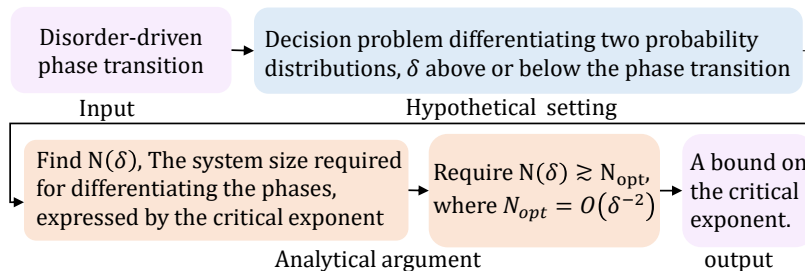 Disorder-driven
phase transition
Decision problem differentiating two probability
distributions, δ above or below the phase transition
Input
Hypothetical setting
Find N(δ), The system size required
for differentiating the phases,
expressed by the critical exponent
Require N(δ) ≳ N_opt,
where N_opt = O(δ^−2)
A bound on
the critical
exponent.
Analytical argument
output